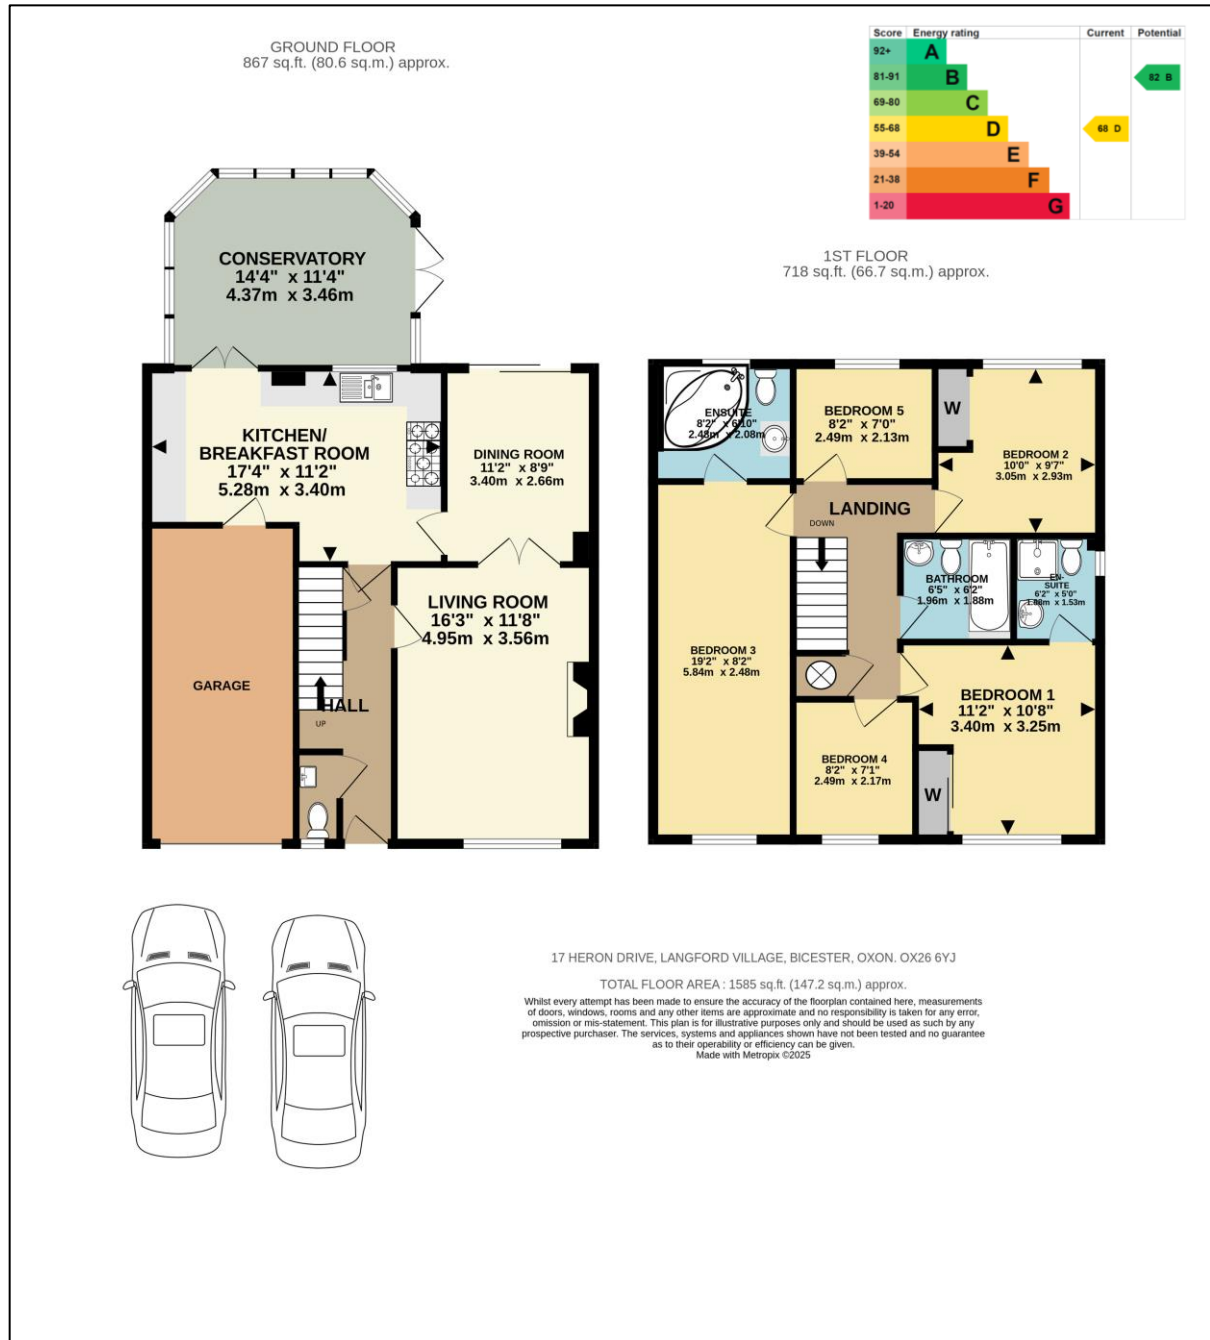 GROUND FLOOR
867 sq.ft. (80.6 sq.m.) approx.
Score Energy rating Current Potential
92+ A
81-91 B 82 B
69-80 C
55-68 D 68 D
39-54 E
21-38 F
1-20 G
1ST FLOOR
718 sq.ft. (66.7 sq.m.) approx.
CONSERVATORY
14'4" x 11'4"
4.37m x 3.46m
KITCHEN/
BREAKFAST ROOM
17'4" x 11'2"
5.28m x 3.40m
DINING ROOM
11'2" x 8'9"
3.40m x 2.66m
LIVING ROOM
16'3" x 11'8"
4.95m x 3.56m
GARAGE
HALL
UP
ENSUITE
8'2" x 6'10"
2.48m x 2.08m
BEDROOM 5
8'2" x 7'0"
2.49m x 2.13m
W
BEDROOM 2
10'0" x 9'7"
3.05m x 2.93m
LANDING
DOWN
BATHROOM
6'5" x 6'2"
1.96m x 1.88m
EN-
SUITE
6'2" x 5'0"
1.88m x 1.53m
BEDROOM 3
19'2" x 8'2"
5.84m x 2.48m
BEDROOM 1
11'2" x 10'8"
3.40m x 3.25m
BEDROOM 4
8'2" x 7'1"
2.49m x 2.17m
W
17 HERON DRIVE, LANGFORD VILLAGE, BICESTER, OXON. OX26 6YJ
TOTAL FLOOR AREA : 1585 sq.ft. (147.2 sq.m.) approx.
Whilst every attempt has been made to ensure the accuracy of the floorplan contained here, measurements
of doors, windows, rooms and any other items are approximate and no responsibility is taken for any error,
omission or mis-statement. This plan is for illustrative purposes only and should be used as such by any
prospective purchaser. The services, systems and appliances shown have not been tested and no guarantee
as to their operability or efficiency can be given.
Made with Metropix ©2025